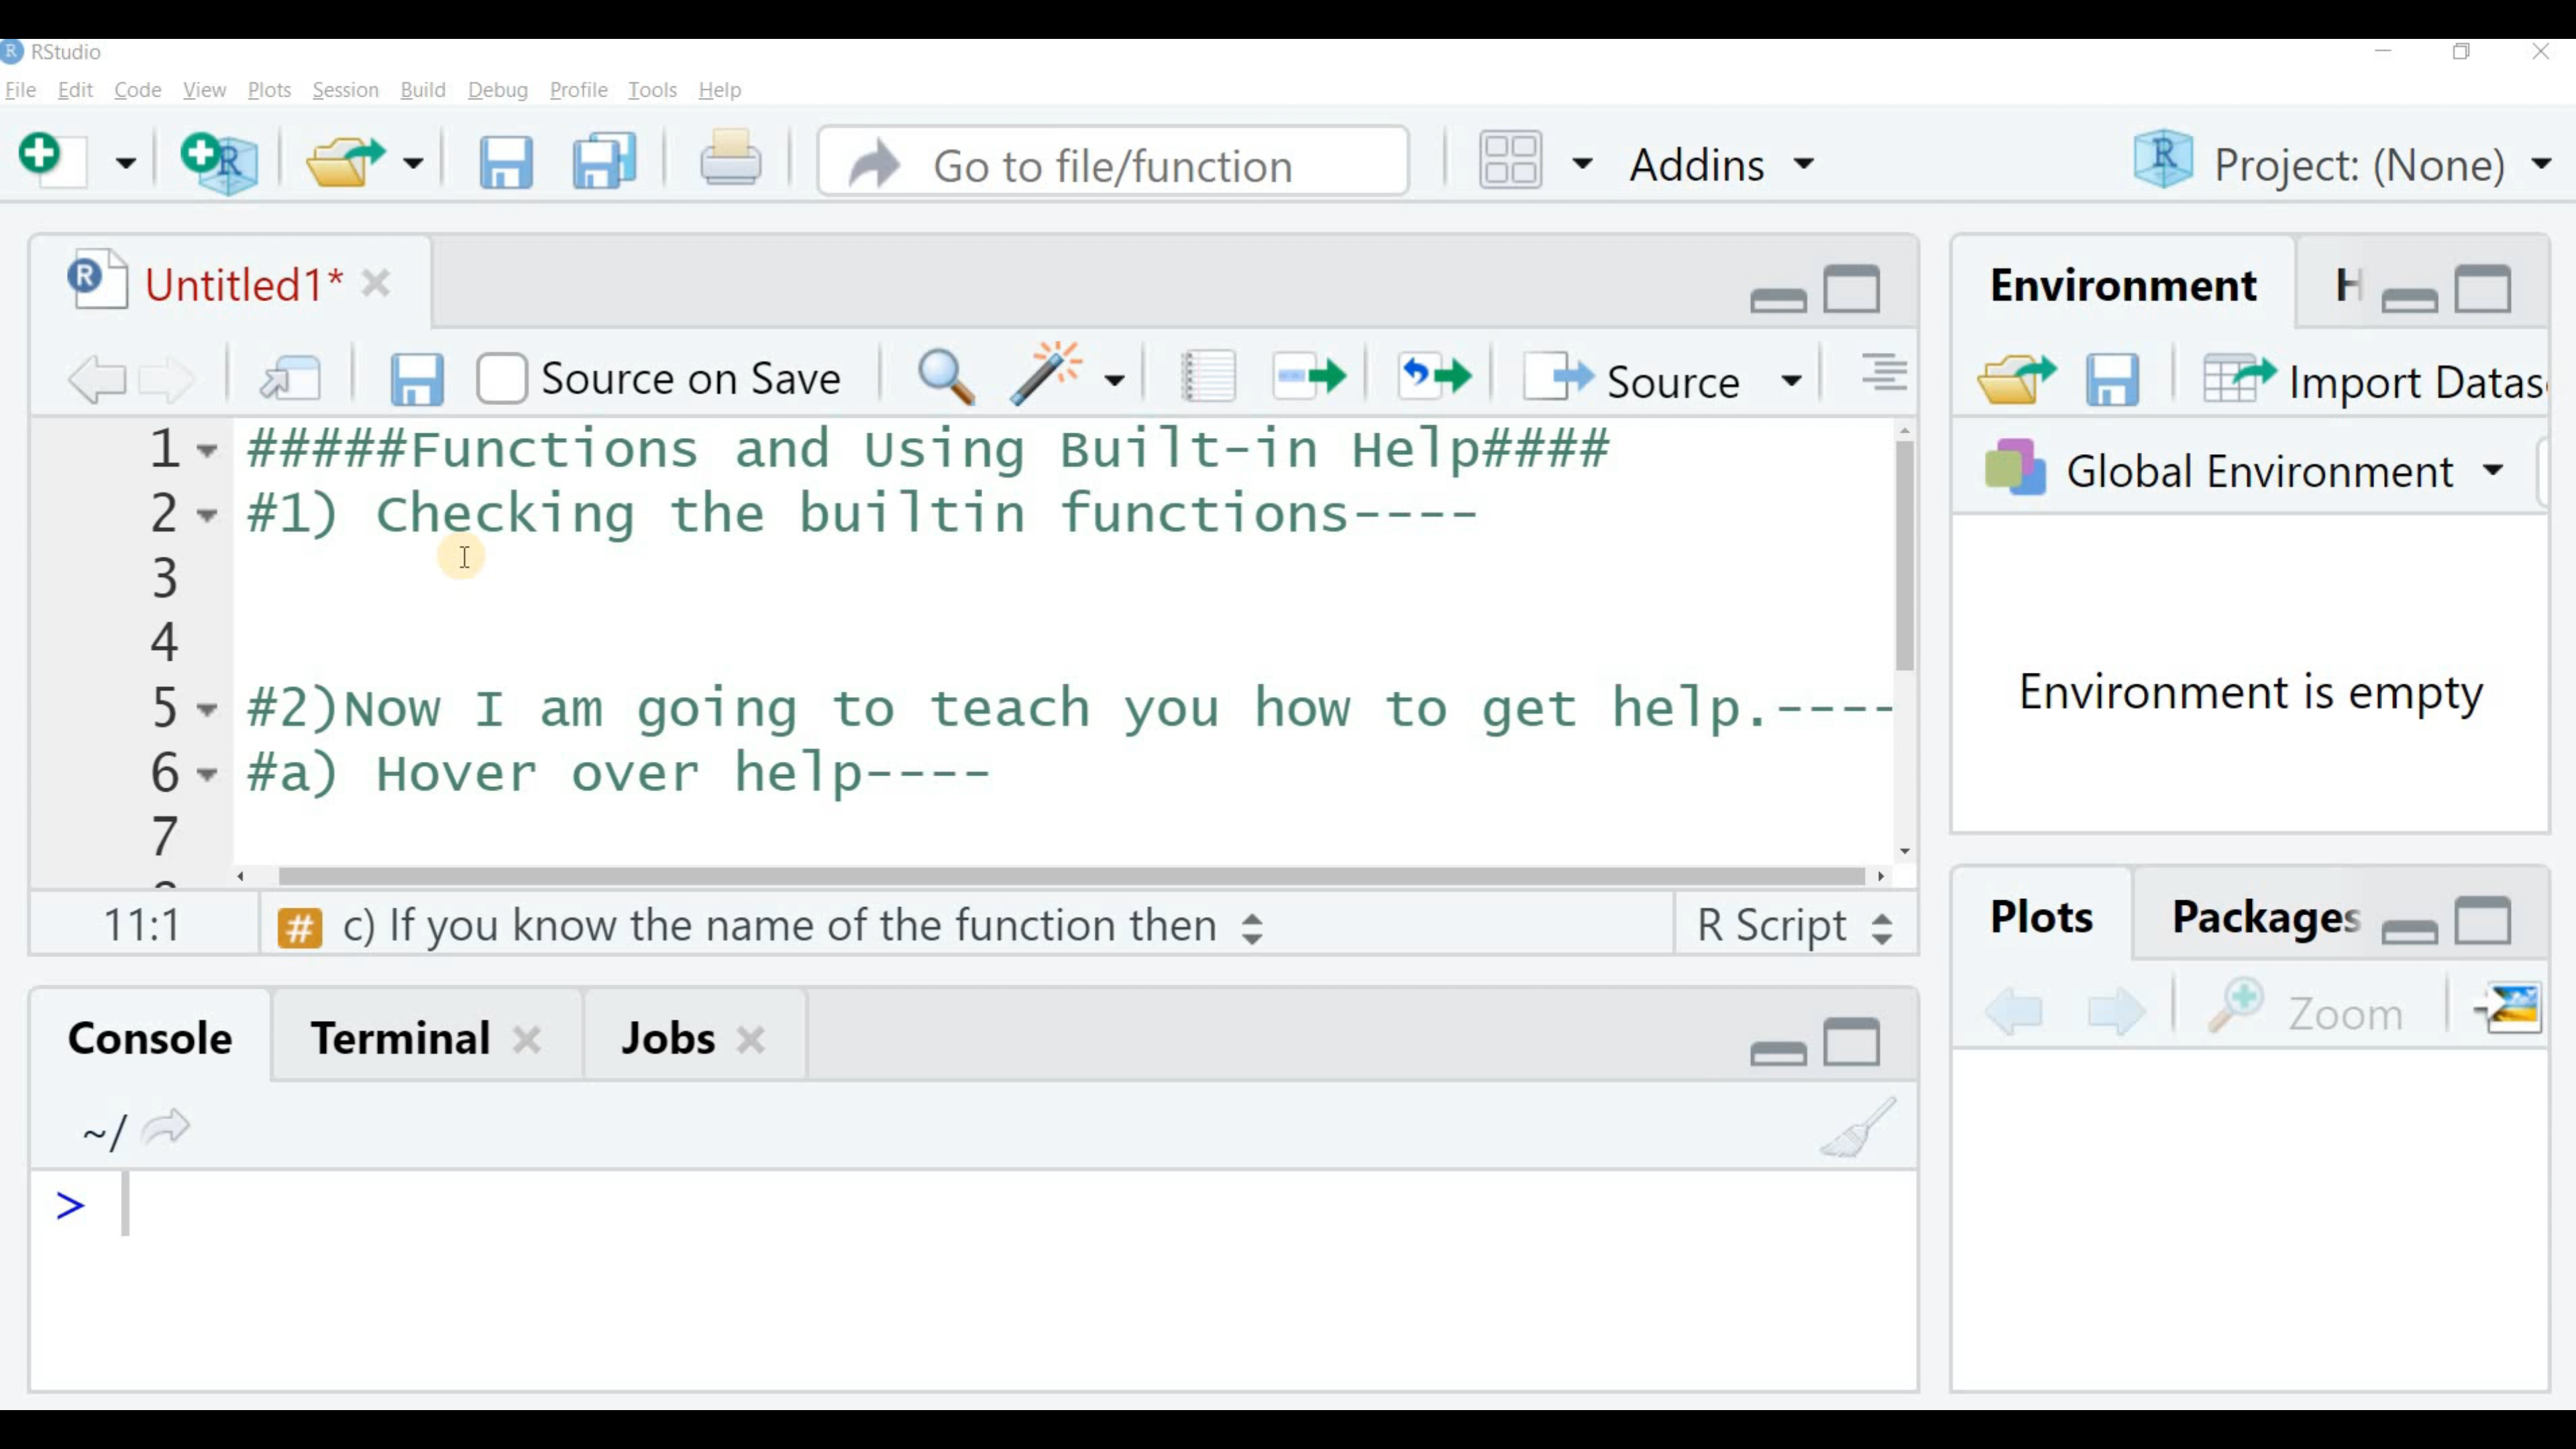 RStudio
File Edit Code View Plots Session Build Debug Profile Tools Help
Go to file/function Addins Project: (None)
Untitled1*
Source on Save Source
1 #####Functions and Using Built-in Help####
2 #1) Checking the builtin functions----
3
4
5 #2)Now I am going to teach you how to get help.----
6 #a) Hover over help----
7
11:1 # c) If you know the name of the function then R Script
Console Terminal Jobs
~/
>
Environment H
Import Datas
Global Environment
Environment is empty
Plots Packages
Zoom